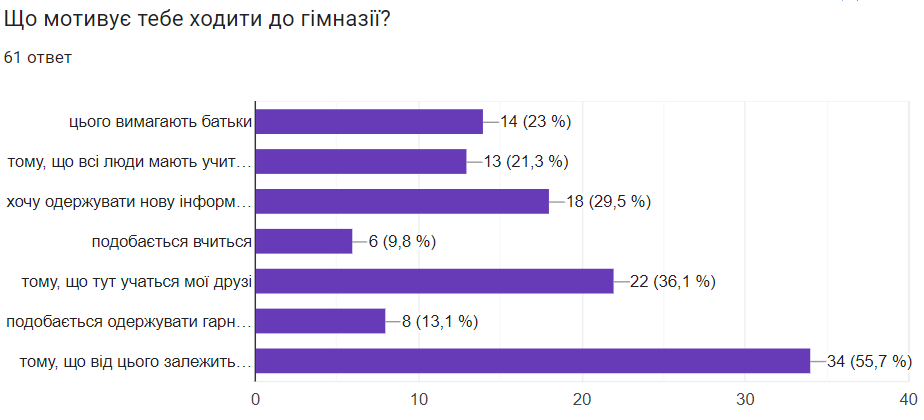 Що мотивує тебе ходити до гімназії?
61 ответ
цього вимагають батьки
14 (23 %)
тому, що всі люди мають учит…
13 (21,3 %)
хочу одержувати нову інформ…
18 (29,5 %)
подобається вчиться
6 (9,8 %)
тому, що тут учаться мої друзі
22 (36,1 %)
подобається одержувати гарн…
8 (13,1 %)
тому, що від цього залежить…
34 (55,7 %)
0 10 20 30 40